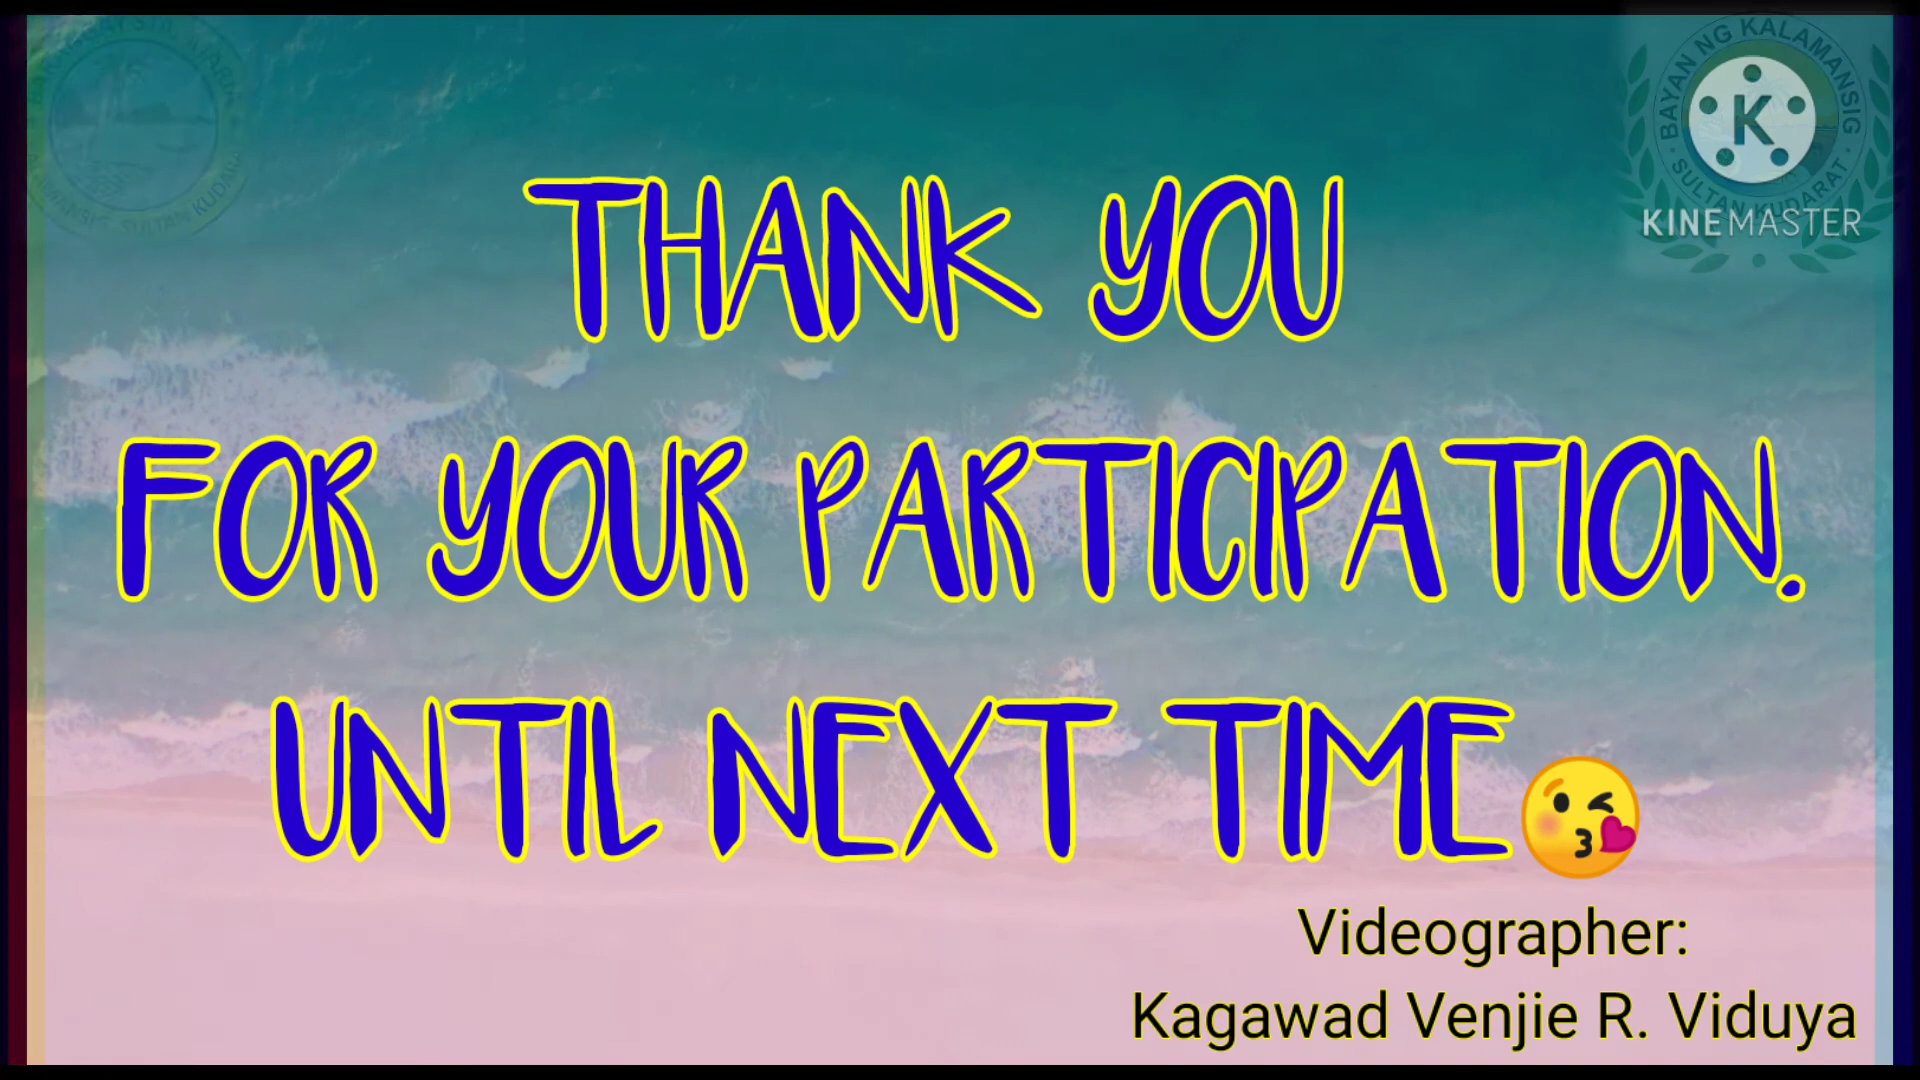 BAYAN NG KALAMANSIG
SULTAN KUDARAT
KINEMASTER
THANK YOU
FOR YOUR PARTICIPATION.
UNTIL NEXT TIME😘
Videographer:
Kagawad Venjie R. Viduya